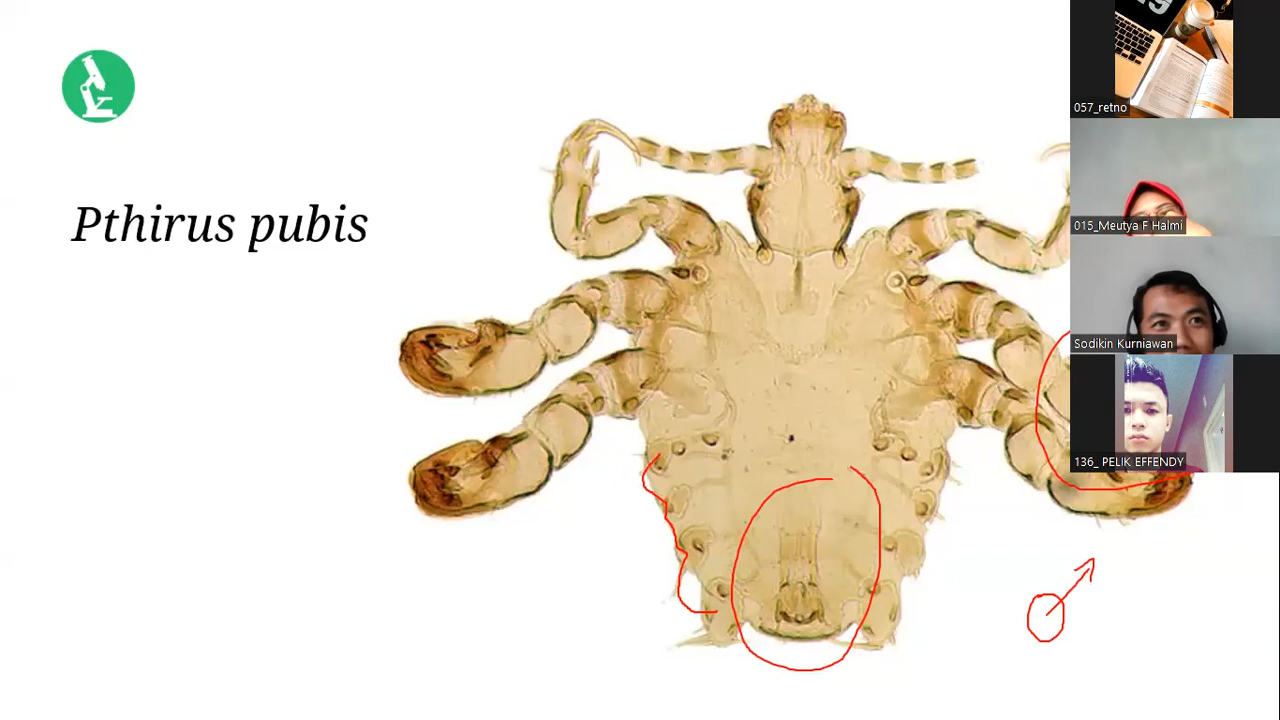 Pthirus pubis
057_retno
015_Meutya F Halmi
Sodikin Kurniawan
136_ PELIK EFFENDY